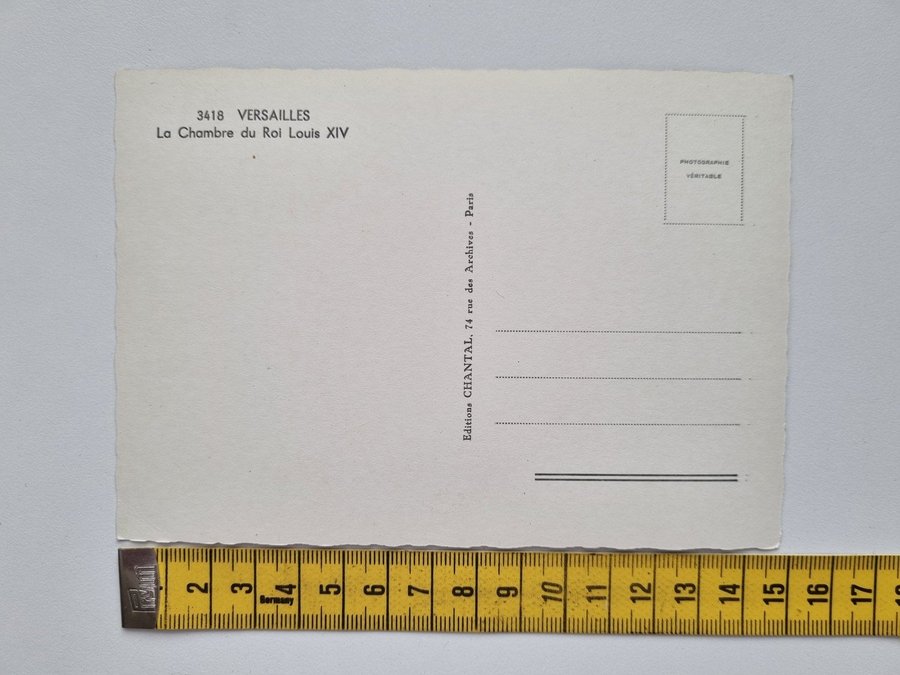 3418 VERSAILLES
La Chambre du Roi Louis XIV
PHOTOGRAPHIE
VÉRITABLE
Editions CHANTAL, 74 rue des Archives - Paris
2 3 4 5 6 7 8 9 10 11 12 13 14 15 16 17 18
Germany